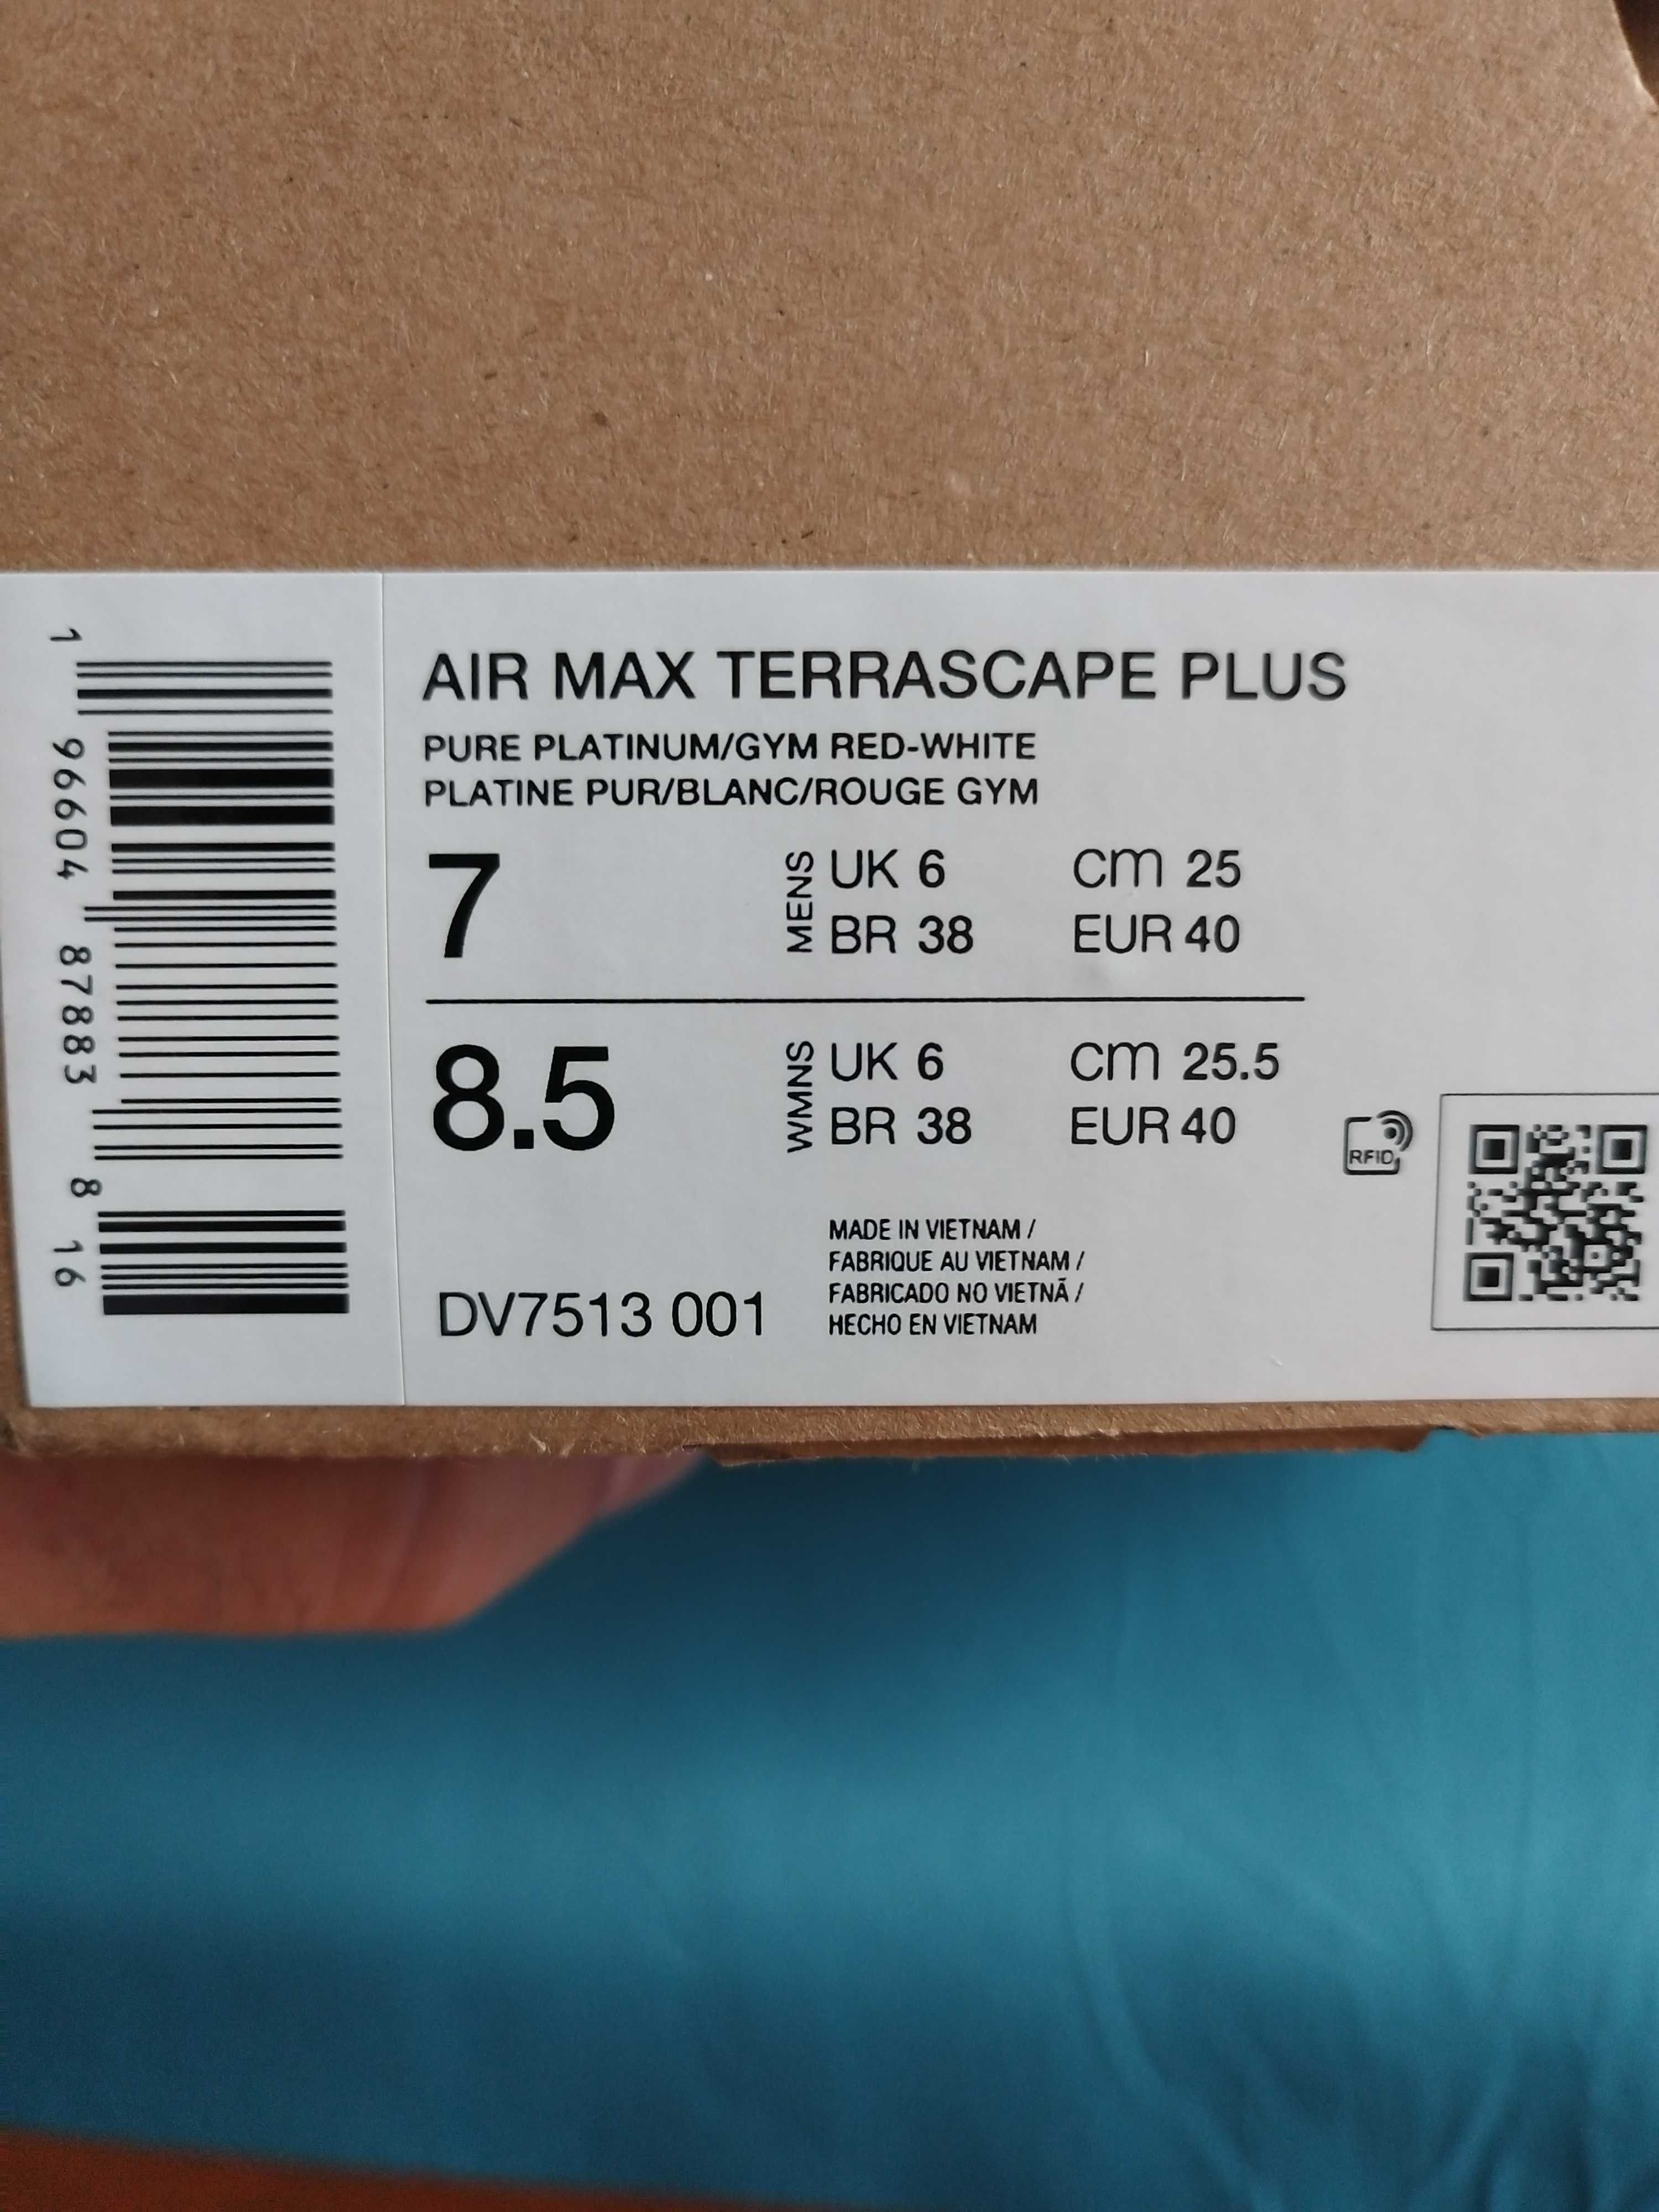 1 96604 87883 8 16
AIR MAX TERRASCAPE PLUS
PURE PLATINUM/GYM RED-WHITE
PLATINE PUR/BLANC/ROUGE GYM
7 MENS UK 6 CM 25
BR 38 EUR 40
8.5 WMNS UK 6 CM 25.5
BR 38 EUR 40
RFID
MADE IN VIETNAM /
FABRIQUE AU VIETNAM /
FABRICADO NO VIETNÃ /
HECHO EN VIETNAM
DV7513 001